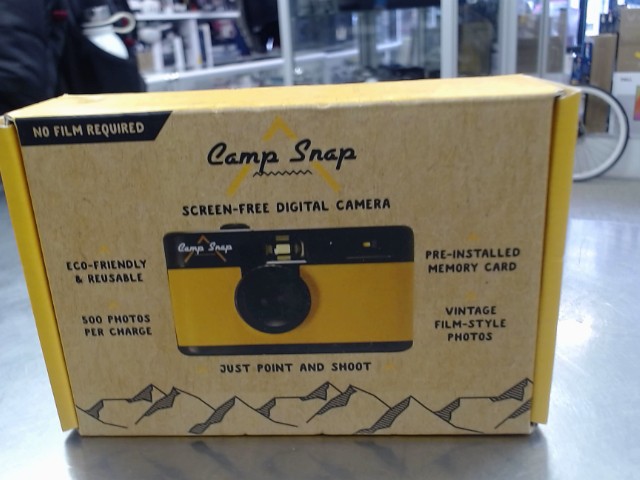 NO FILM REQUIRED
Camp Snap
SCREEN-FREE DIGITAL CAMERA
Camp Snap
ECO-FRIENDLY
& REUSABLE
500 PHOTOS
PER CHARGE
PRE-INSTALLED
MEMORY CARD
VINTAGE
FILM-STYLE
PHOTOS
JUST POINT AND SHOOT